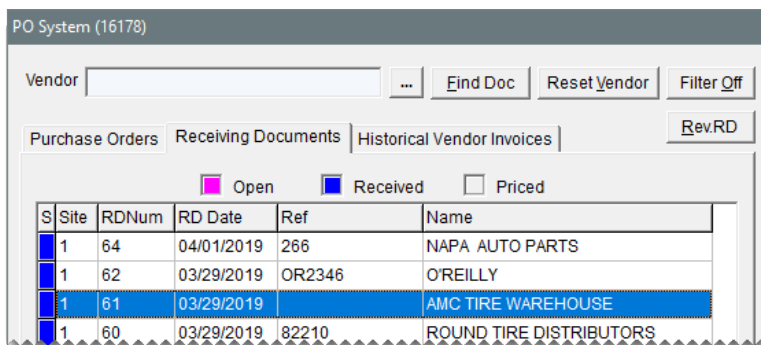 PO System (16178)
Vendor ... Find Doc Reset Vendor Filter Off
Rev.RD
Purchase Orders Receiving Documents Historical Vendor Invoices
Open Received Priced
S Site RDNum RD Date Ref Name
1 64 04/01/2019 266 NAPA AUTO PARTS
1 62 03/29/2019 OR2346 O'REILLY
1 61 03/29/2019 AMC TIRE WAREHOUSE
1 60 03/29/2019 82210 ROUND TIRE DISTRIBUTORS